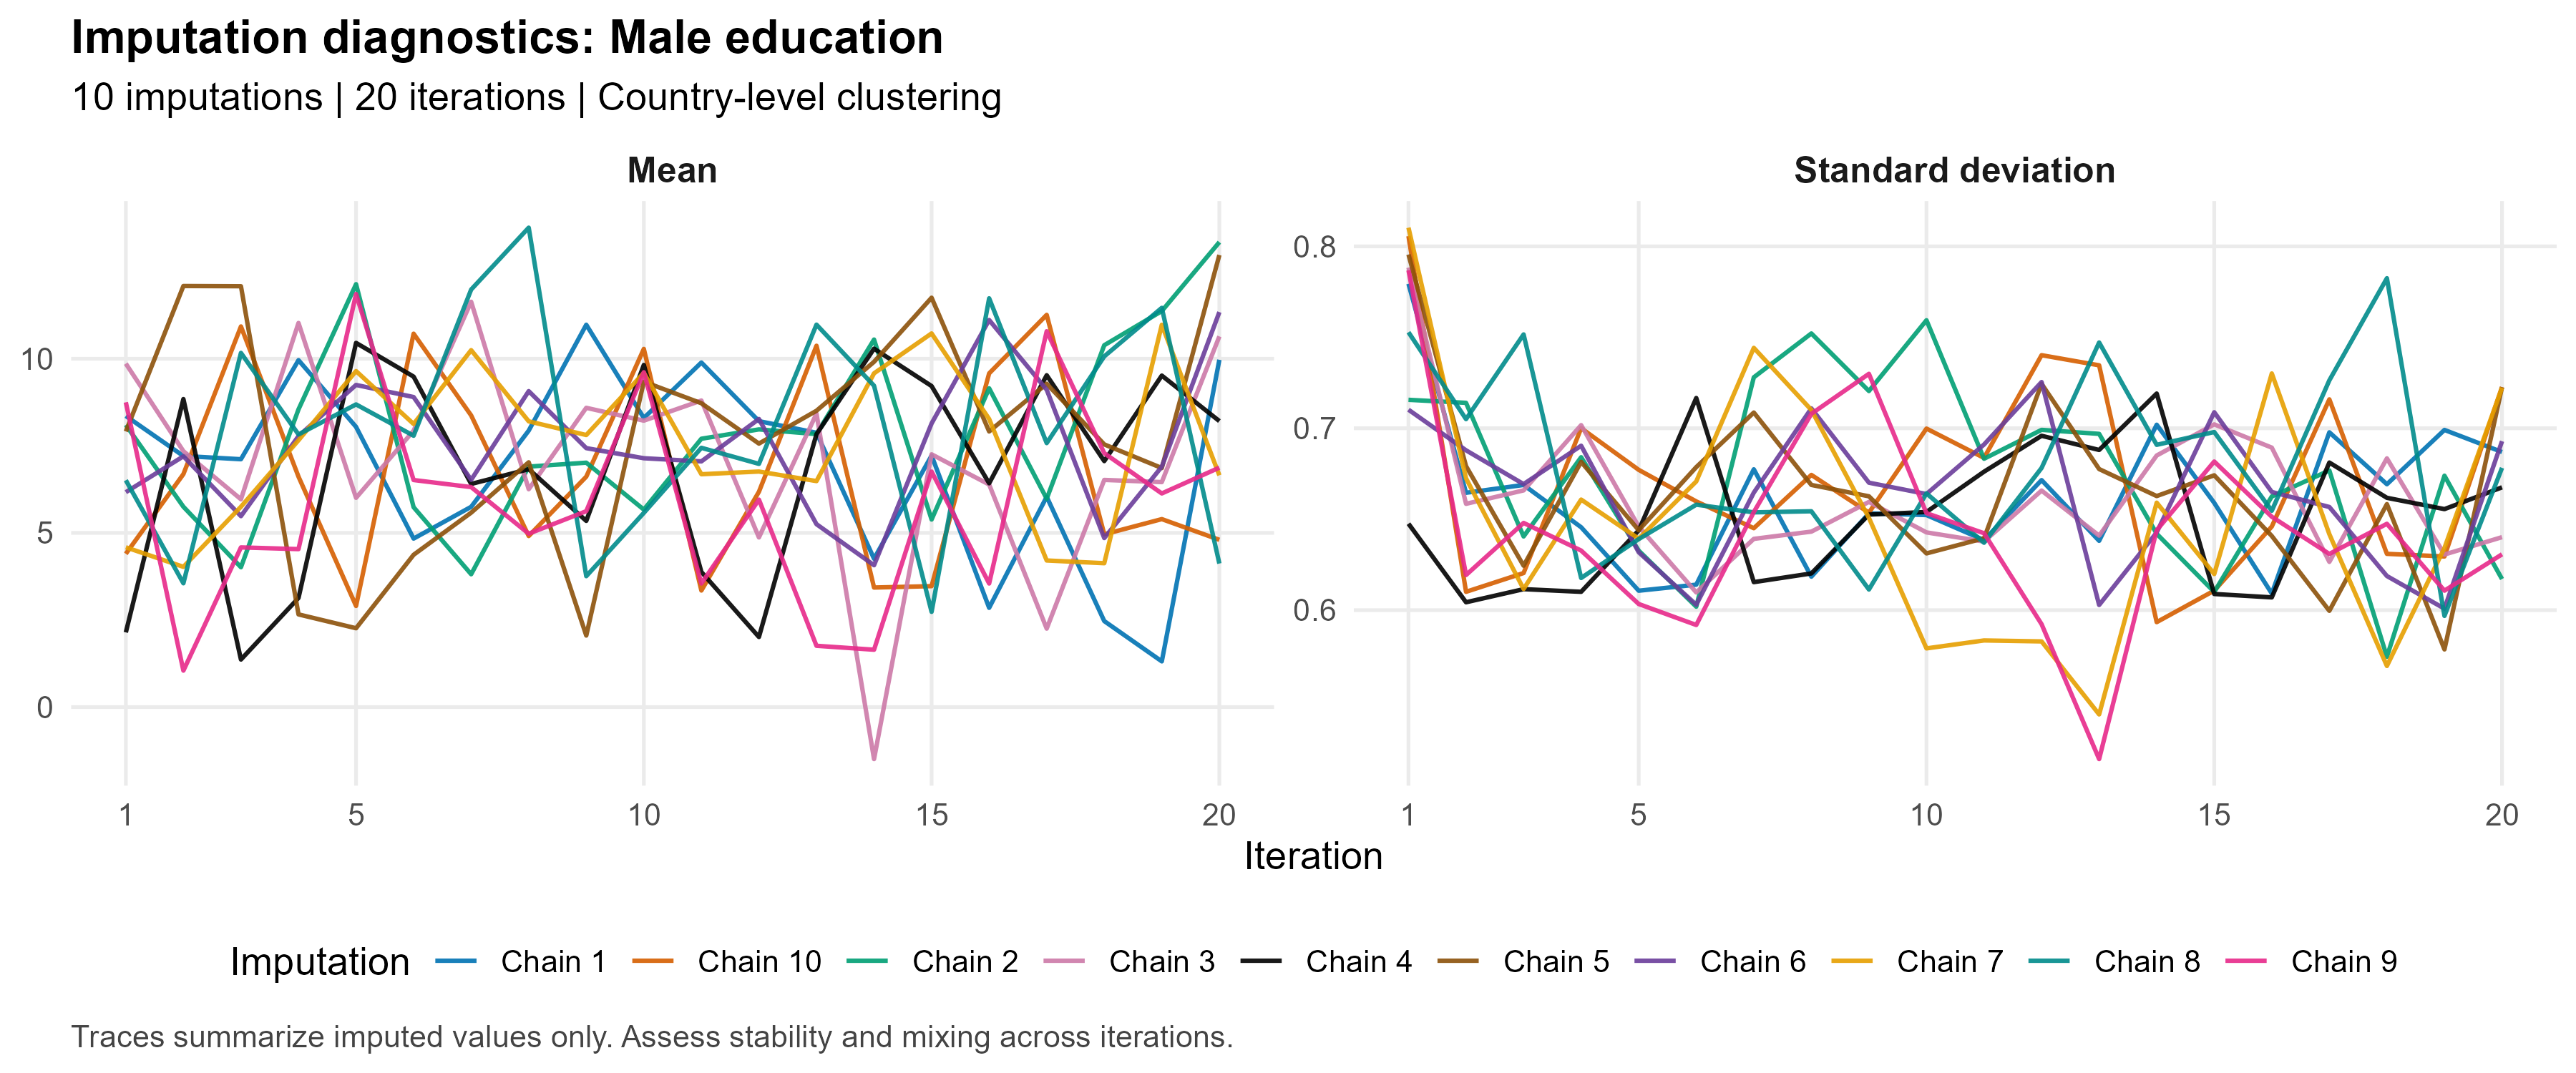 Imputation diagnostics: Male education
10 imputations | 20 iterations | Country-level clustering
Mean
Standard deviation
10
5
0
0.8
0.7
0.6
1 5 10 15 20
1 5 10 15 20
Iteration
Imputation Chain 1 Chain 10 Chain 2 Chain 3 Chain 4 Chain 5 Chain 6 Chain 7 Chain 8 Chain 9
Traces summarize imputed values only. Assess stability and mixing across iterations.